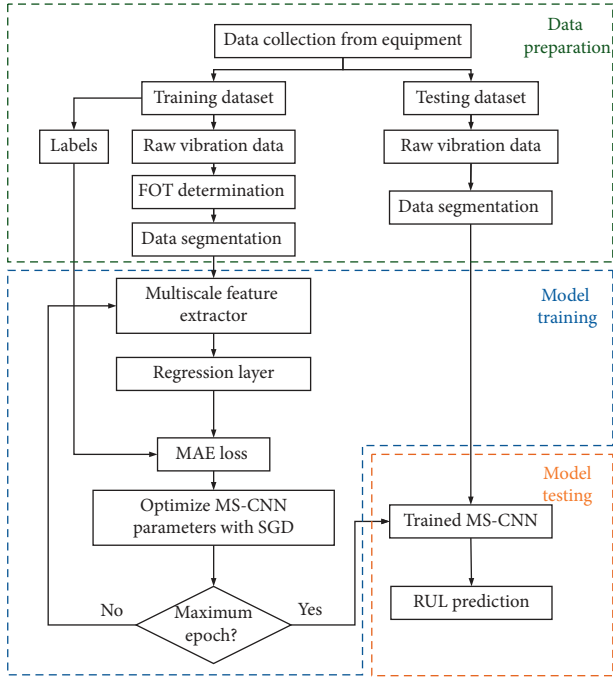 Data
preparation
Data collection from equipment
Training dataset
Testing dataset
Labels
Raw vibration data
Raw vibration data
FOT determination
Data segmentation
Data segmentation
Model
training
Multiscale feature
extractor
Regression layer
MAE loss
Model
testing
Optimize MS-CNN
parameters with SGD
Trained MS-CNN
No
Maximum
epoch?
Yes
RUL prediction